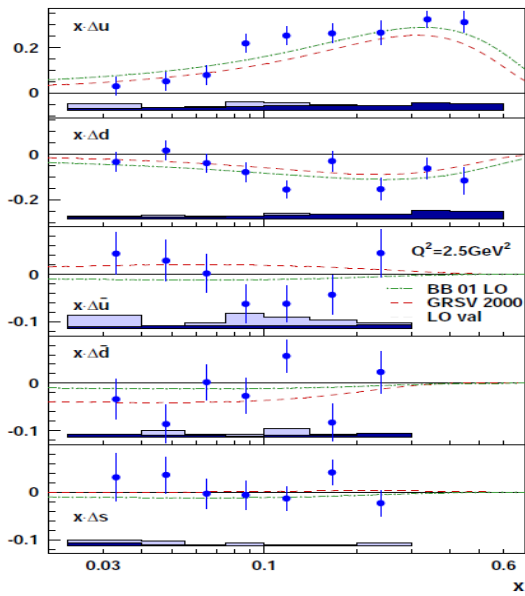 x·Δu
0.2
0
x·Δd
0
-0.2
Q²=2.5GeV²
0
BB 01 LO
GRSV 2000
x·Δū
LO val
-0.1
x·Δd̄
0
-0.1
0
x·Δs
-0.1
0.03
0.1
0.6
x